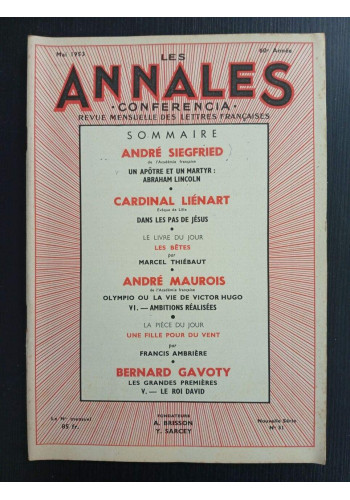 Mai 1953
60e Année
LES
ANNALES
• CONFERENCIA •
REVUE MENSUELLE DES LETTRES FRANÇAISES
SOMMAIRE
ANDRÉ SIEGFRIED
de l'Académie française
UN APÔTRE ET UN MARTYR :
ABRAHAM LINCOLN
CARDINAL LIÉNART
Évêque de Lille
DANS LES PAS DE JÉSUS
LE LIVRE DU JOUR
LES BÊTES
par
MARCEL THIÉBAUT
ANDRÉ MAUROIS
de l'Académie française
OLYMPIO OU LA VIE DE VICTOR HUGO
VI. — AMBITIONS RÉALISÉES
LA PIÈCE DU JOUR
UNE FILLE POUR DU VENT
par
FRANCIS AMBRIÈRE
BERNARD GAVOTY
LES GRANDES PREMIÈRES
V. — LE ROI DAVID
Le N° mensuel
85 Fr.
FONDATEURS
A. BRISSON
Y. SARCEY
Nouvelle Série
N° 31